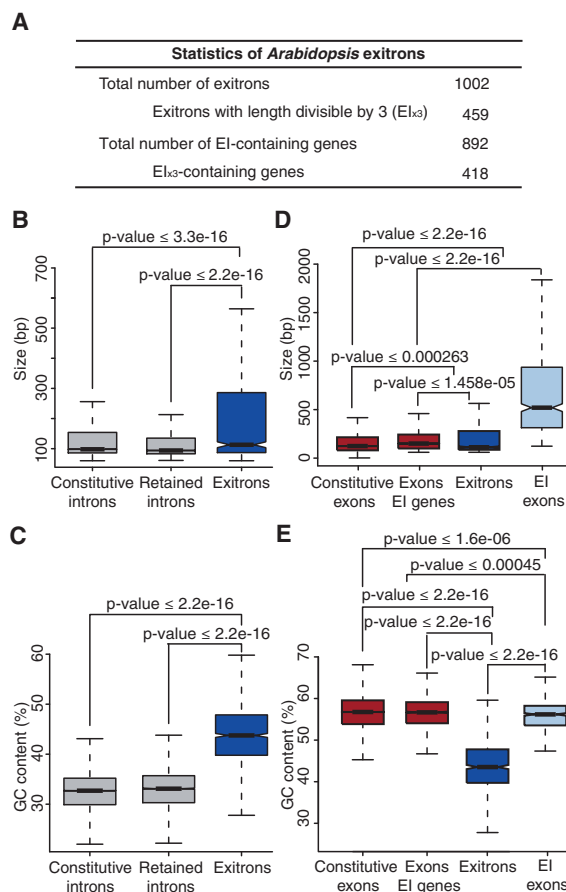 A
Statistics of Arabidopsis exitrons
Total number of exitrons 1002
Exitrons with length divisible by 3 (EIx3) 459
Total number of EI-containing genes 892
EIx3-containing genes 418
B
p-value ≤ 3.3e-16
p-value ≤ 2.2e-16
Size (bp)
700
500
300
100
Constitutive introns
Retained introns
Exitrons
D
p-value ≤ 2.2e-16
p-value ≤ 2.2e-16
p-value ≤ 0.000263
p-value ≤ 1.458e-05
Size (bp)
2000
1500
1000
500
0
Constitutive exons
Exons EI genes
Exitrons
EI exons
C
p-value ≤ 2.2e-16
p-value ≤ 2.2e-16
GC content (%)
60
50
40
30
Constitutive introns
Retained introns
Exitrons
E
p-value ≤ 1.6e-06
p-value ≤ 0.00045
p-value ≤ 2.2e-16
p-value ≤ 2.2e-16
p-value ≤ 2.2e-16
GC content (%)
70
60
50
40
30
Constitutive exons
Exons EI genes
Exitrons
EI exons